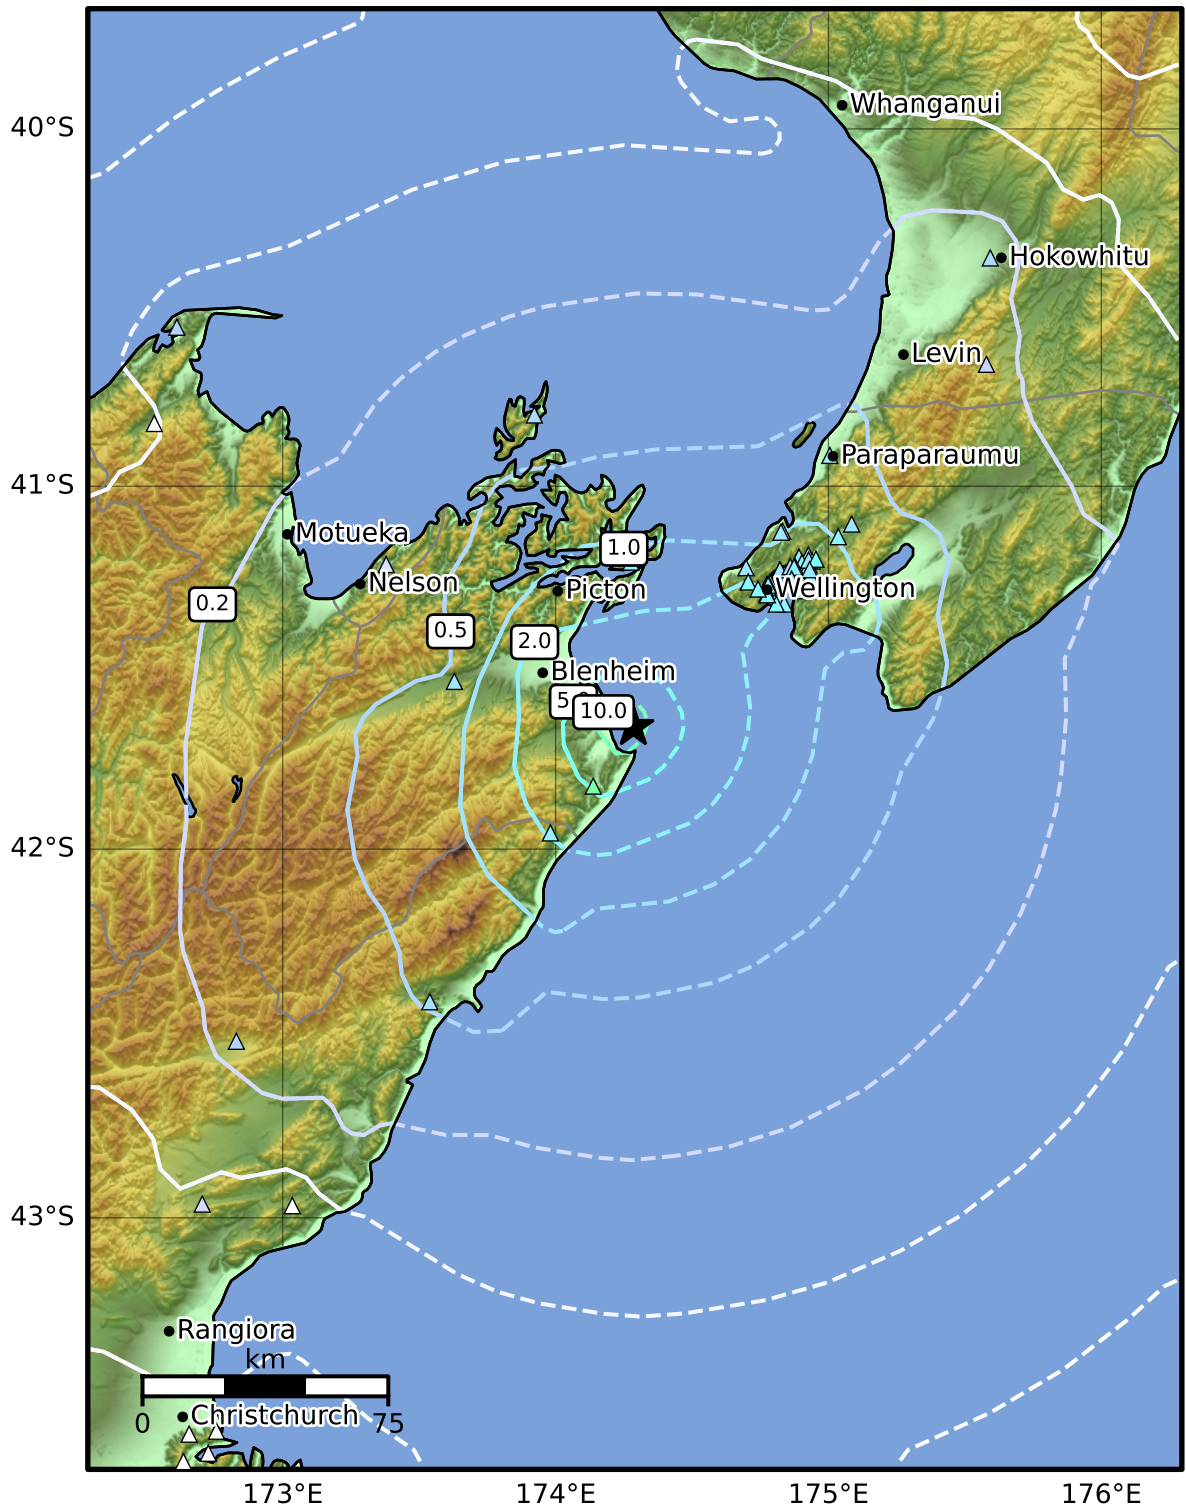 Whanganui
40°S
Hokowhitu
Levin
Paraparaumu
41°S
Motueka
1.0
Nelson
Picton
Wellington
0.2
0.5
2.0
Blenheim
10.0
42°S
43°S
Rangiora
km
Christchurch
0
75
173°E
174°E
175°E
176°E